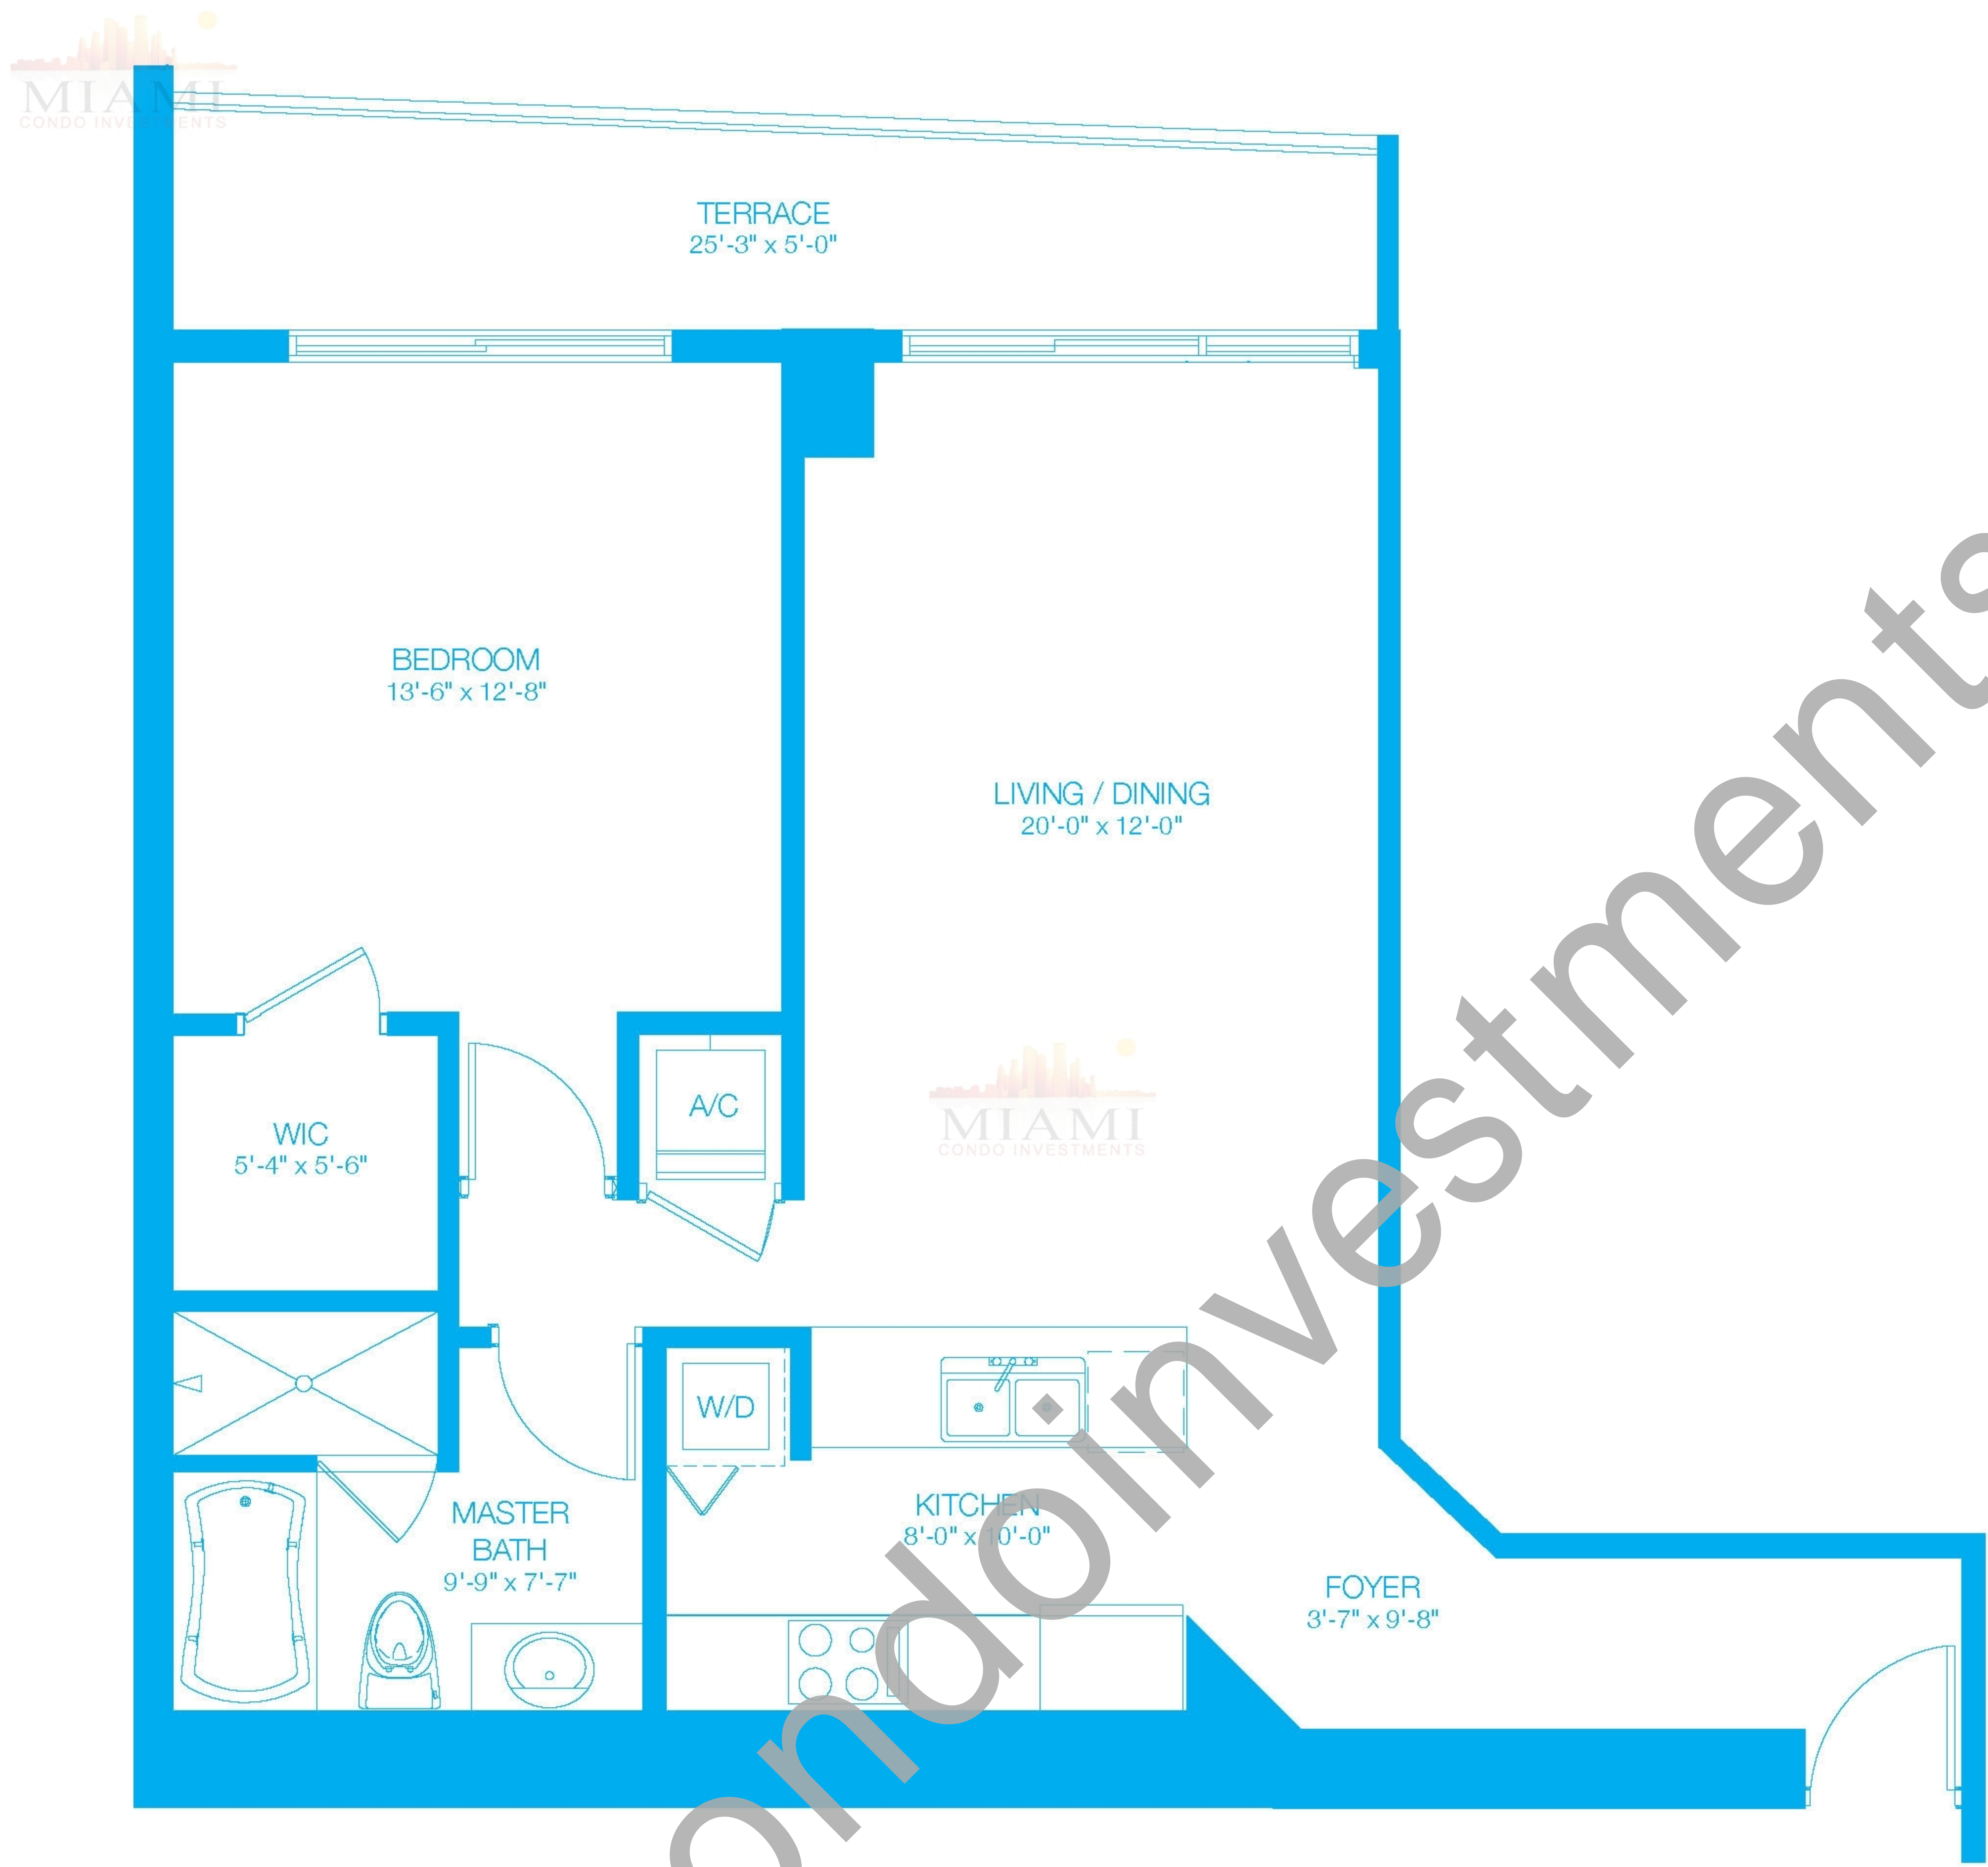 MIAMI
CONDO INVESTMENTS
TERRACE
25'-3" x 5'-0"
BEDROOM
13'-6" x 12'-8"
LIVING / DINING
20'-0" x 12'-0"
A/C
MIAMI
CONDO INVESTMENTS
WIC
5'-4" x 5'-6"
W/D
MASTER
BATH
9'-9" x 7'-7"
KITCHEN
8'-0" x 10'-0"
FOYER
3'-7" x 9'-8"
ondoinvestments